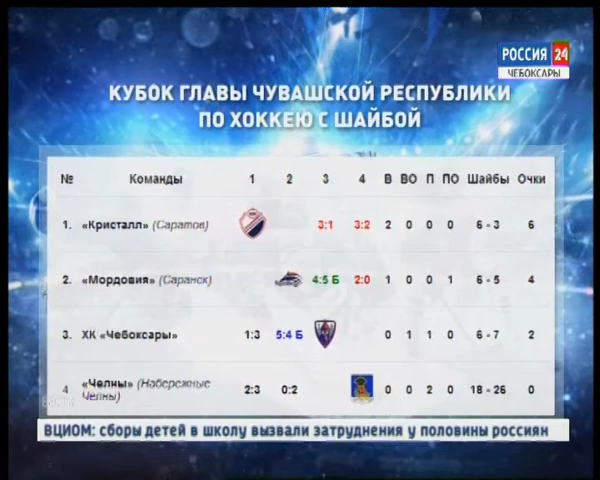 РОССИЯ 24
ЧЕБОКСАРЫ
КУБОК ГЛАВЫ ЧУВАШСКОЙ РЕСПУБЛИКИ
ПО ХОККЕЮ С ШАЙБОЙ
№ Команды 1 2 3 4 В ВО П ПО Шайбы Очки
1. «Кристалл» (Саратов) 3:1 3:2 2 0 0 0 6 - 3 6
2. «Мордовия» (Саранск) 4:5 Б 2:0 1 0 0 1 6 - 5 4
3. ХК «Чебоксары» 1:3 5:4 Б 0 1 1 0 6 - 7 2
4 «Челны» (Набережные
Челны) 2:3 0:2 0 0 2 0 18 - 26 0
ВЕСТИ
ВЦИОМ: сборы детей в школу вызвали затруднения у половины россиян